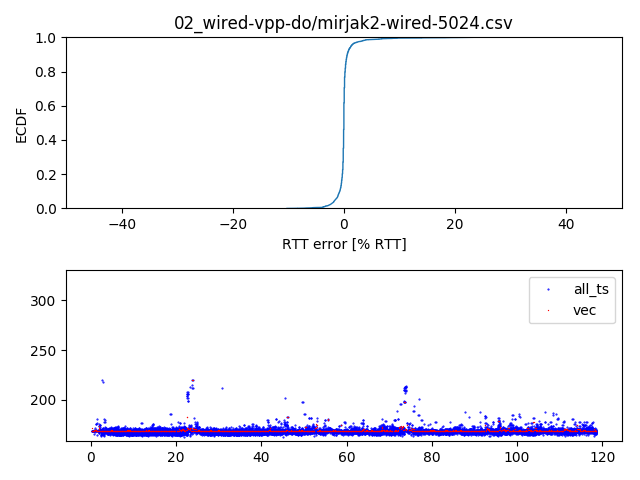 02_wired-vpp-do/mirjak2-wired-5024.csv
1.0
0.8
0.6
0.4
0.2
0.0
ECDF
−40 −20 0 20 40
RTT error [% RTT]
300
250
200
all_ts
vec
0 20 40 60 80 100 120